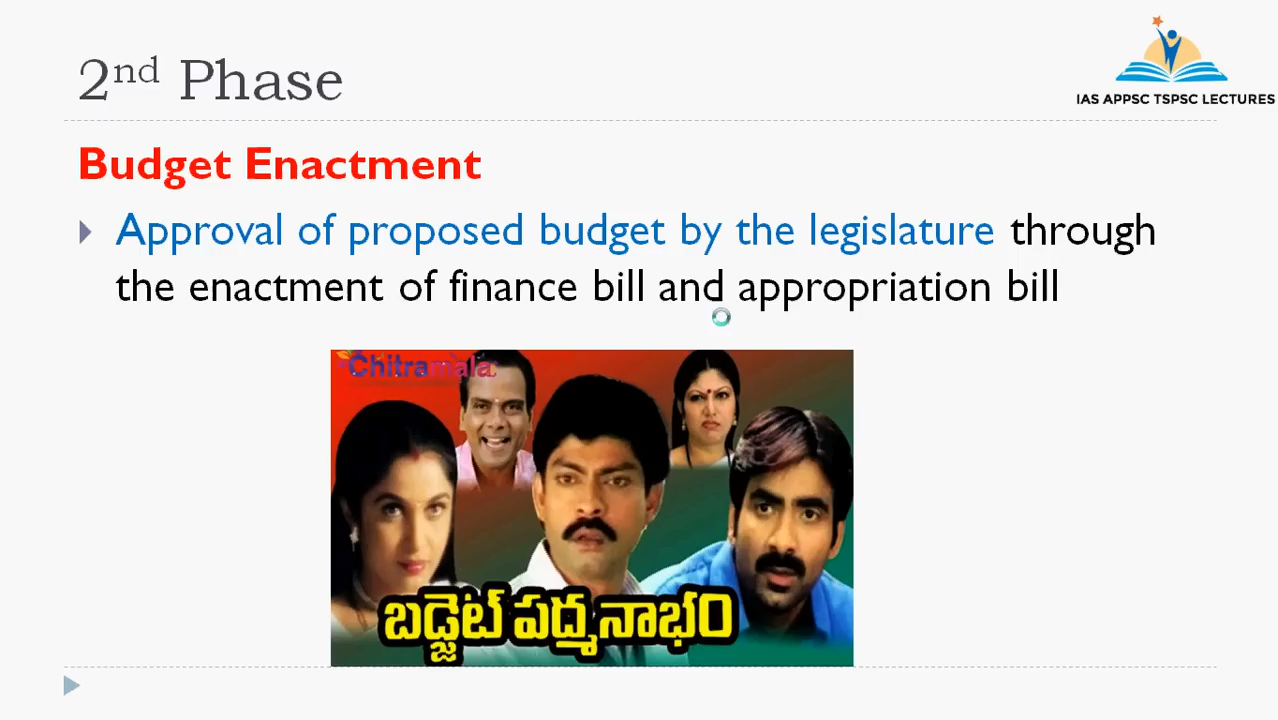 2nd Phase
IAS APPSC TSPSC LECTURES
Budget Enactment
Approval of proposed budget by the legislature through
the enactment of finance bill and appropriation bill
Chitramala
బడ్జెట్ పద్మనాభం